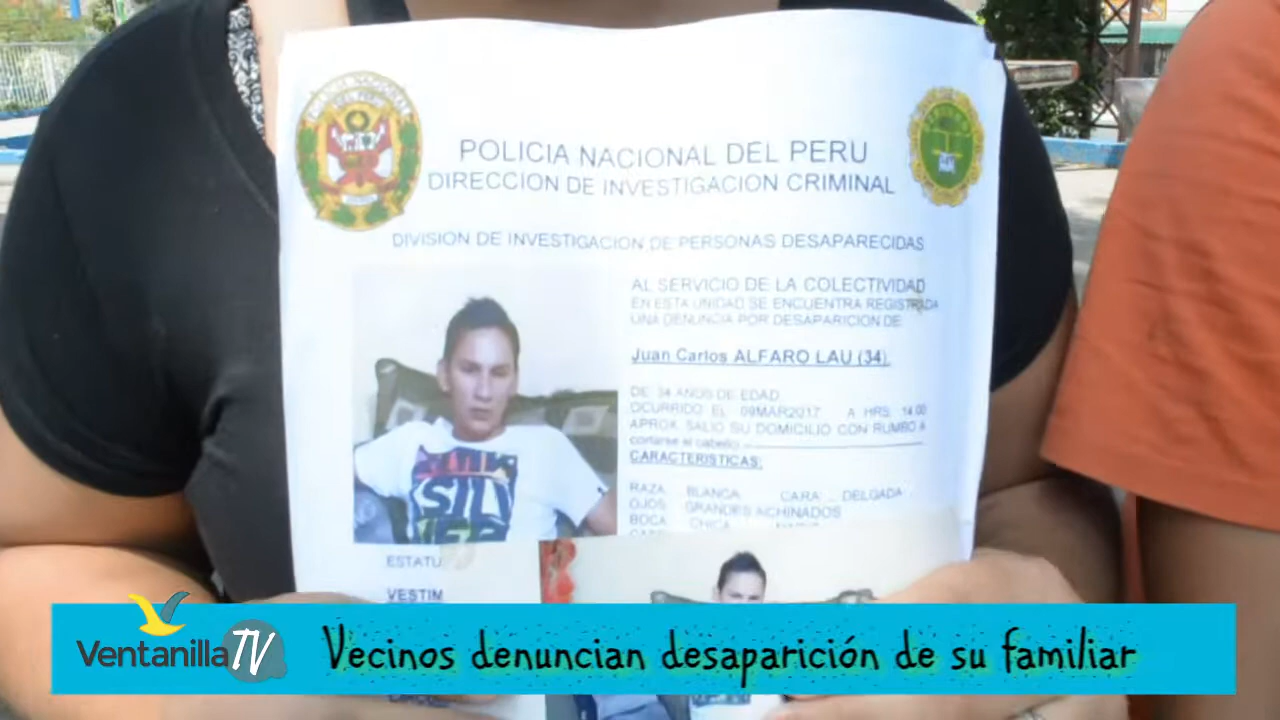 POLICIA NACIONAL DEL PERU
DIRECCION DE INVESTIGACION CRIMINAL
DIVISION DE INVESTIGACION DE PERSONAS DESAPARECIDAS
AL SERVICIO DE LA COLECTIVIDAD
EN ESTA UNIDAD SE ENCUENTRA REGISTRADA
UNA DENUNCIA POR DESAPARICION DE
Juan Carlos ALFARO LAU (34),
DE 34 AÑOS DE EDAD
OCURRIDO EL 09MAR2017 A HRS 14:00
APROX. SALIO SU DOMICILIO CON RUMBO A
cortarse el cabello
CARACTERISTICAS:
RAZA BLANCA CARA DELGADA
OJOS GRANDES ACHINADOS
BOCA CHICA
ESTATU
VESTIM
Ventanilla TV
Vecinos denuncian desaparición de su familiar